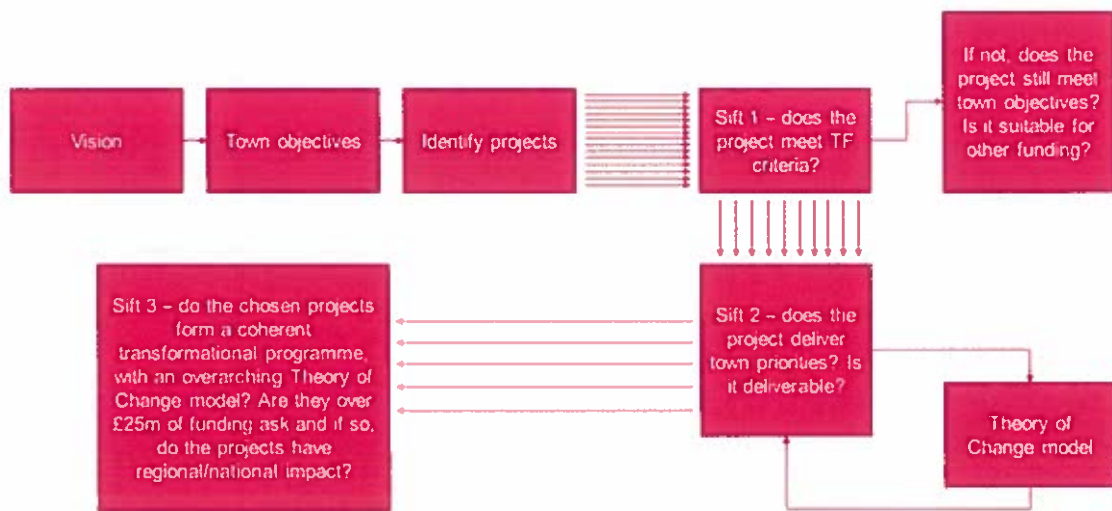 Vision
Town objectives
Identify projects
Sift 1 – does the
project meet TF
criteria?
If not, does the
project still meet
town objectives?
Is it suitable for
other funding?
Sift 2 – does the
project deliver
town priorities? Is
it deliverable?
Theory of
Change model
Sift 3 – do the chosen projects
form a coherent
transformational programme,
with an overarching Theory of
Change model? Are they over
£25m of funding ask and if so,
do the projects have
regional/national impact?